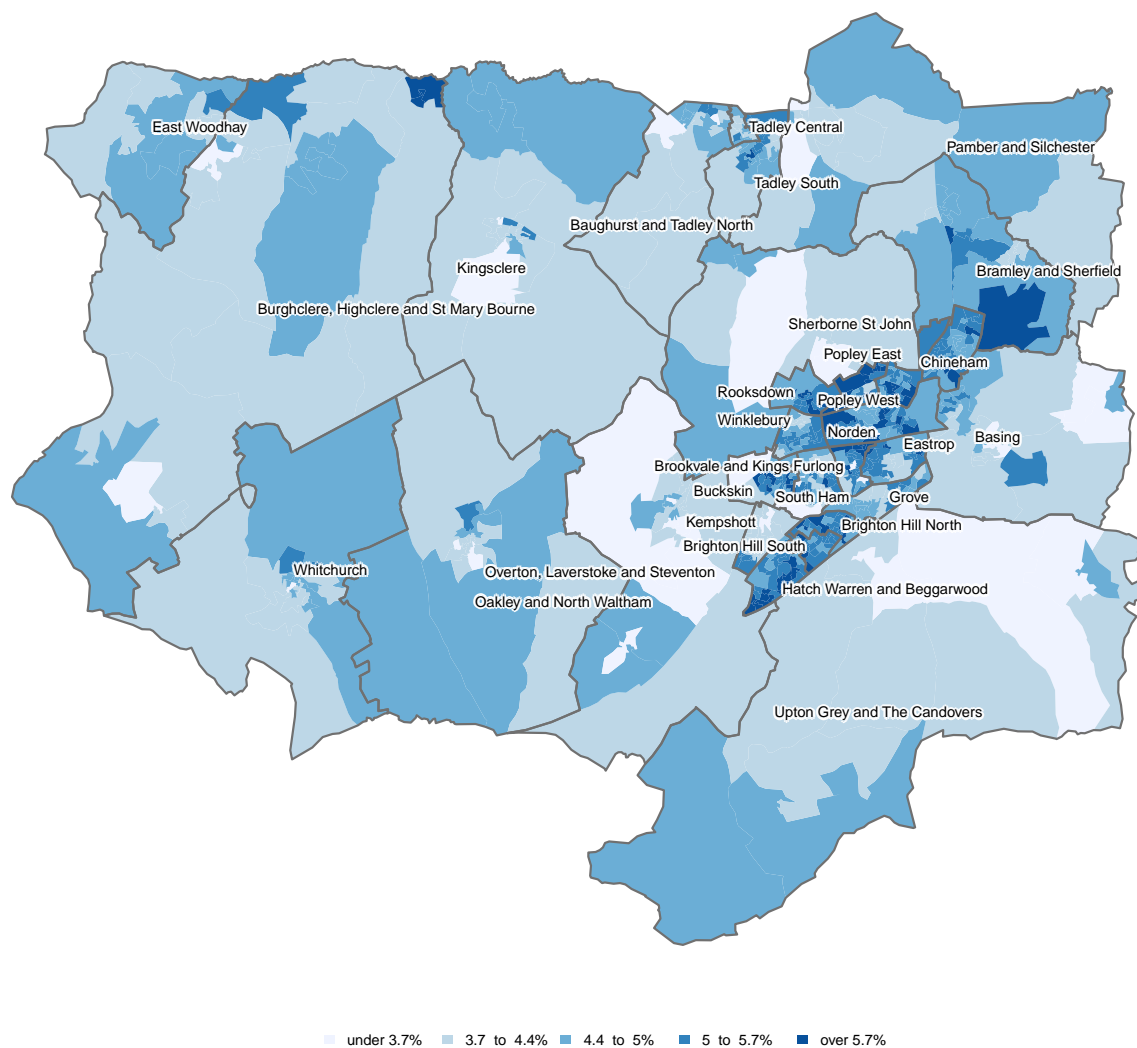 East Woodhay
Tadley Central
Pamber and Silchester
Tadley South
Baughurst and Tadley North
Kingsclere
Bramley and Sherfield
Burghclere, Highclere and St Mary Bourne
Sherborne St John
Popley East
Chineham
Rooksdown
Popley West
Winklebury
Norden
Eastrop
Basing
Brookvale and Kings Furlong
Buckskin
South Ham
Grove
Kempshott
Brighton Hill North
Brighton Hill South
Whitchurch
Overton, Laverstoke and Steventon
Hatch Warren and Beggarwood
Oakley and North Waltham
Upton Grey and The Candovers
under 3.7% 3.7 to 4.4% 4.4 to 5% 5 to 5.7% over 5.7%